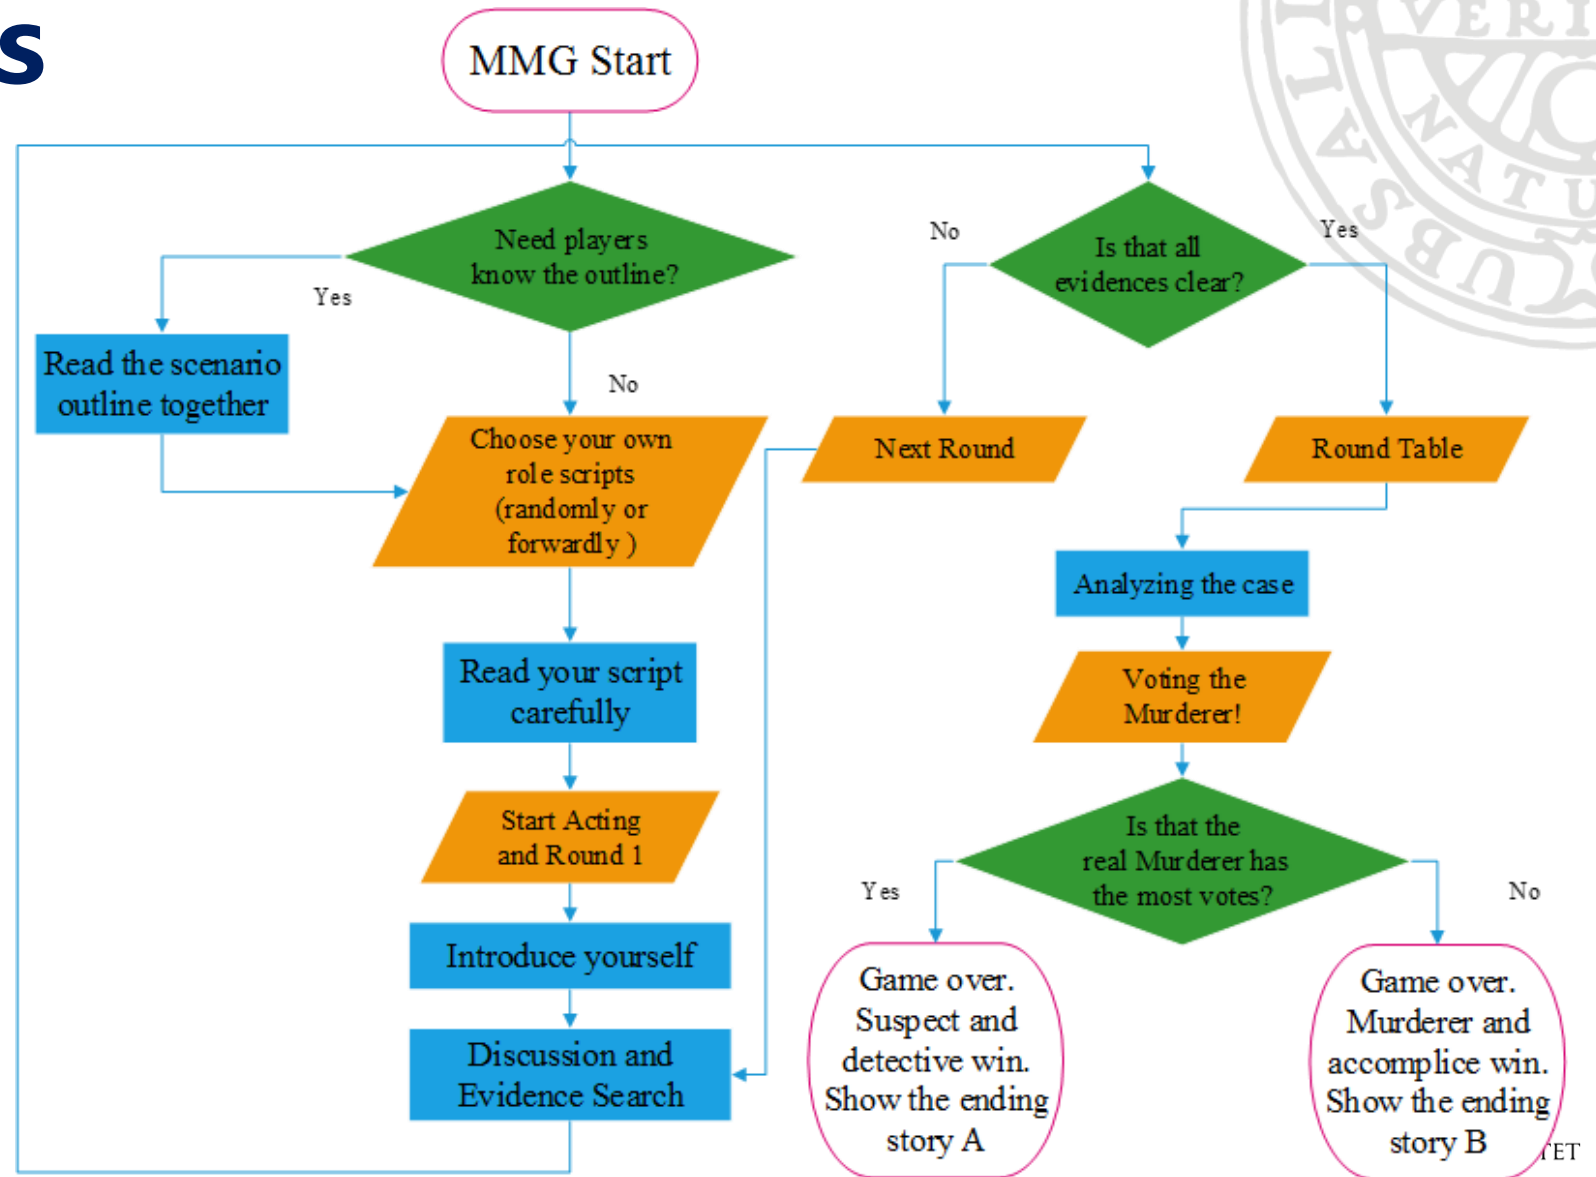 s
MMG Start
Need players
know the outline?
Yes
No
Read the scenario
outline together
Choose your own
role scripts
(randomly or
forwardly )
Read your script
carefully
Start Acting
and Round 1
Introduce yourself
Discussion and
Evidence Search
Is that all
evidences clear?
No
Yes
Next Round
Round Table
Analyzing the case
Voting the
Murderer!
Is that the
real Murderer has
the most votes?
Yes
No
Game over.
Suspect and
detective win.
Show the ending
story A
Game over.
Murderer and
accomplice win.
Show the ending
story B
TET
VERI
NATU
UBSALI